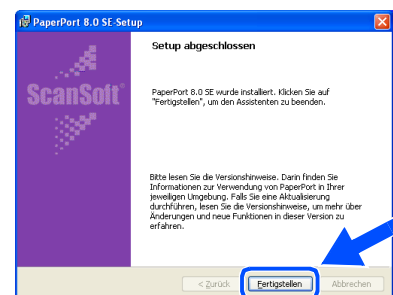 PaperPort 8.0 SE-Setup
Setup abgeschlossen
ScanSoft®
PaperPort 8.0 SE wurde installiert. Klicken Sie auf
"Fertigstellen", um den Assistenten zu beenden.
Bitte lesen Sie die Versionshinweise. Darin finden Sie
Informationen zur Verwendung von PaperPort in Ihrer
jeweiligen Umgebung. Falls Sie eine Aktualisierung
durchführen, lesen Sie die Versionshinweise, um mehr über
Änderungen und neue Funktionen in dieser Version zu
erfahren.
< Zurück Fertigstellen Abbrechen